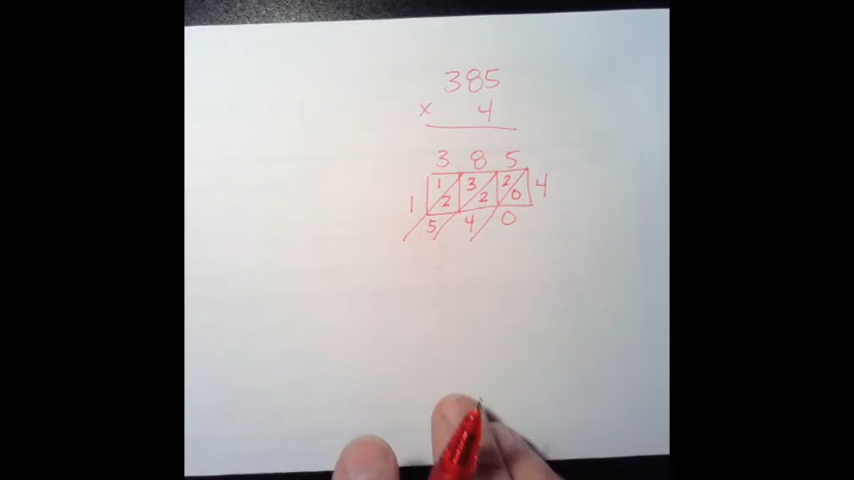 385
x 4
3 8 5
1 3 2
1 2 2 0 4
5 4 0